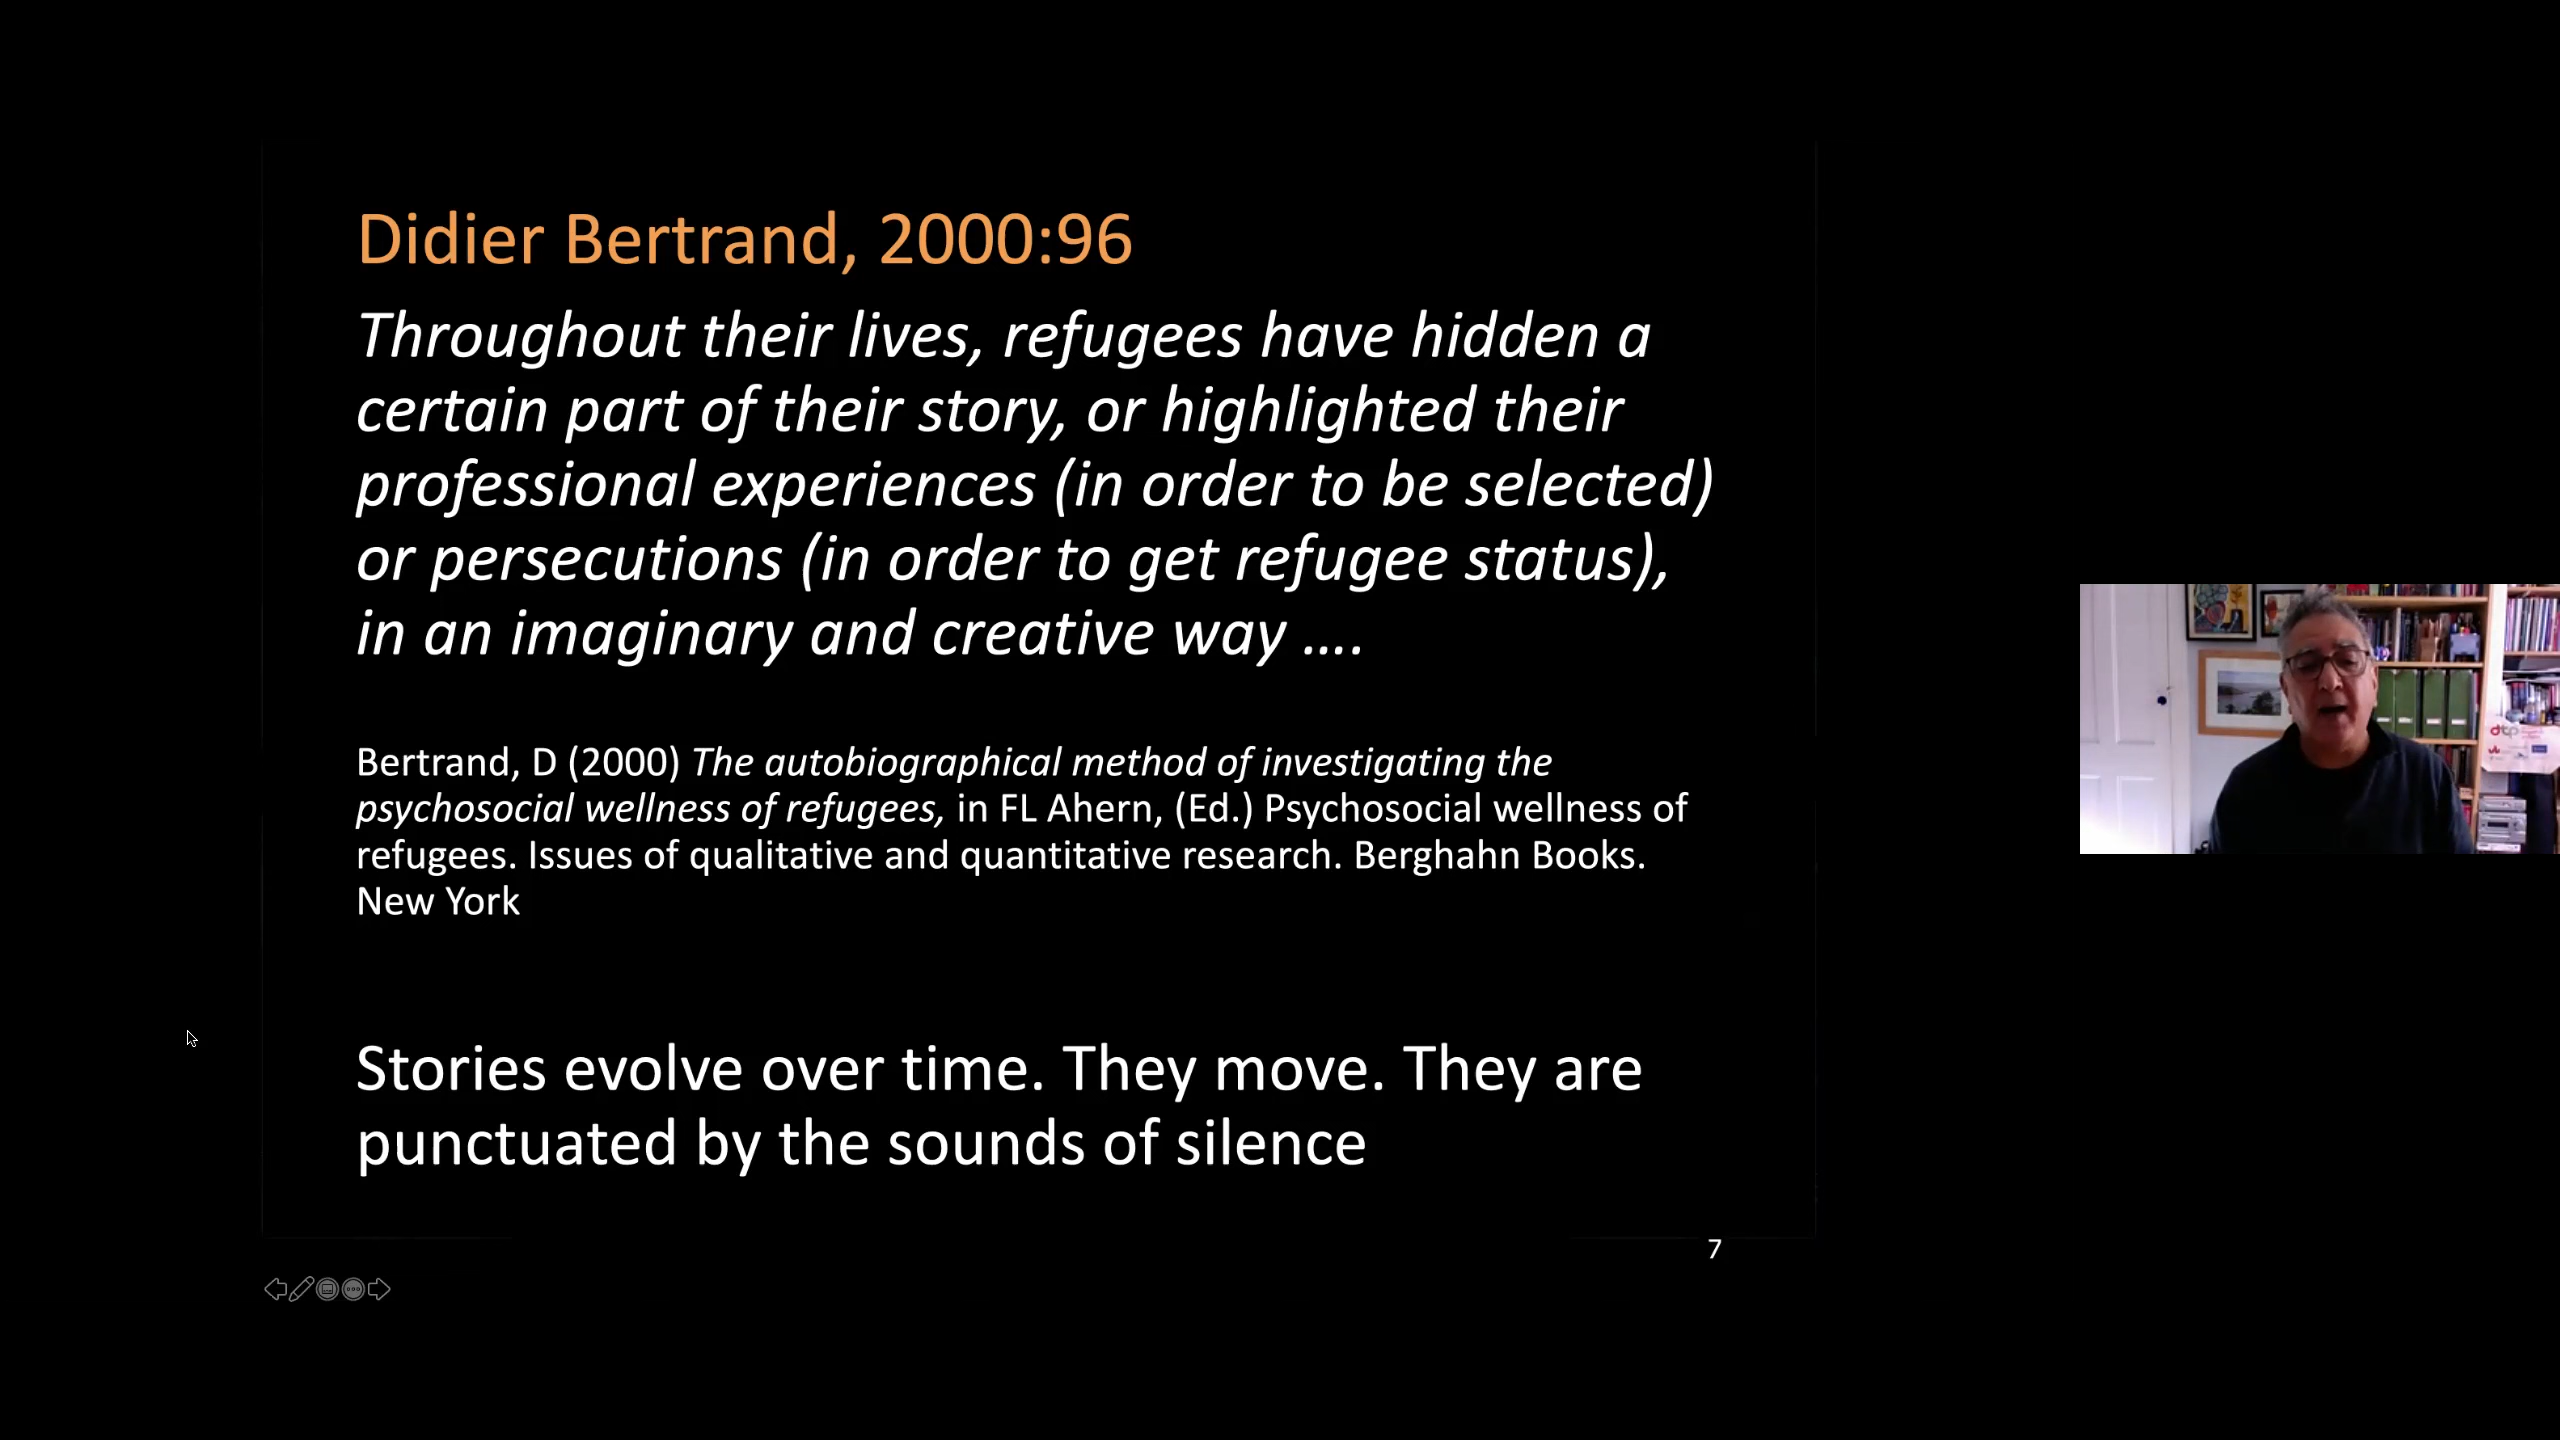 Didier Bertrand, 2000:96
Throughout their lives, refugees have hidden a
certain part of their story, or highlighted their
professional experiences (in order to be selected)
or persecutions (in order to get refugee status),
in an imaginary and creative way ....
Bertrand, D (2000) The autobiographical method of investigating the
psychosocial wellness of refugees, in FL Ahern, (Ed.) Psychosocial wellness of
refugees. Issues of qualitative and quantitative research. Berghahn Books.
New York
Stories evolve over time. They move. They are
punctuated by the sounds of silence
7
dtp